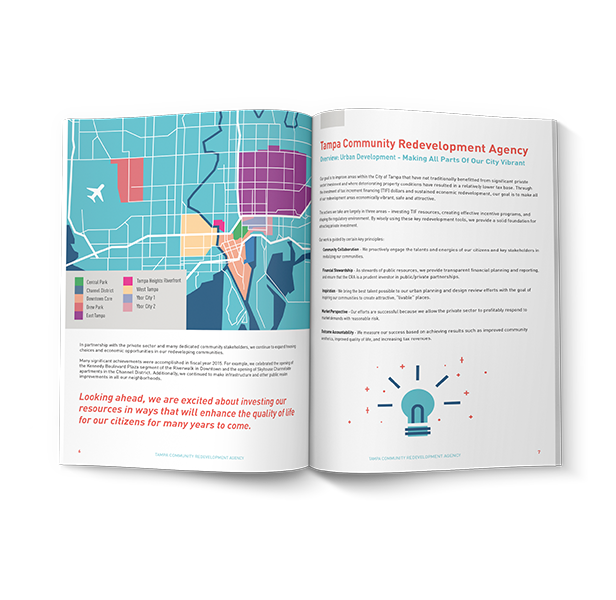 Central Park
Channel District
Downtown Core
Drew Park
East Tampa
Tampa Heights Riverfront
West Tampa
Ybor City 1
Ybor City 2
In partnership with the private sector and many dedicated community stakeholders, we continue to expand housing
choices and economic opportunities in our redeveloping communities.
Many significant achievements were accomplished in fiscal year 2015. For example, we celebrated the opening of
the Kennedy Boulevard Plaza segment of the Riverwalk in Downtown and the opening of Skyhouse Channelside
apartments in the Channel District. Additionally, we continued to make infrastructure and other public realm
improvements in all our neighborhoods.
Looking ahead, we are excited about investing our
resources in ways that will enhance the quality of life
for our citizens for many years to come.
6
TAMPA COMMUNITY REDEVELOPMENT AGENCY
Tampa Community Redevelopment Agency
Overview: Urban Development - Making All Parts Of Our City Vibrant
Our goal is to improve areas within the City of Tampa that have not traditionally benefitted from significant private
sector investment and where deteriorating property conditions have resulted in a relatively lower tax base. Through
the investment of tax increment financing (TIF) dollars and sustained economic redevelopment, our goal is to make all
of our redevelopment areas economically vibrant, safe and attractive.
The actions we take are largely in three areas - investing TIF resources, creating effective incentive programs, and
shaping the regulatory environment. By wisely using these key redevelopment tools, we provide a solid foundation for
attracting private investment.
Our work is guided by certain key principles:
Community Collaboration - We proactively engage the talents and energies of our citizens and key stakeholders in
revitalizing our communities.
Financial Stewardship - As stewards of public resources, we provide transparent financial planning and reporting,
and ensure that the CRA is a prudent investor in public/private partnerships.
Inspiration - We bring the best talent possible to our urban planning and design review efforts with the goal of
inspiring our communities to create attractive, "livable" places.
Market Perspective - Our efforts are successful because we allow the private sector to profitably respond to
market demands with reasonable risk.
Outcome Accountability - We measure our success based on achieving results such as improved community
esthetics, improved quality of life, and increasing tax revenues.
TAMPA COMMUNITY REDEVELOPMENT AGENCY
7